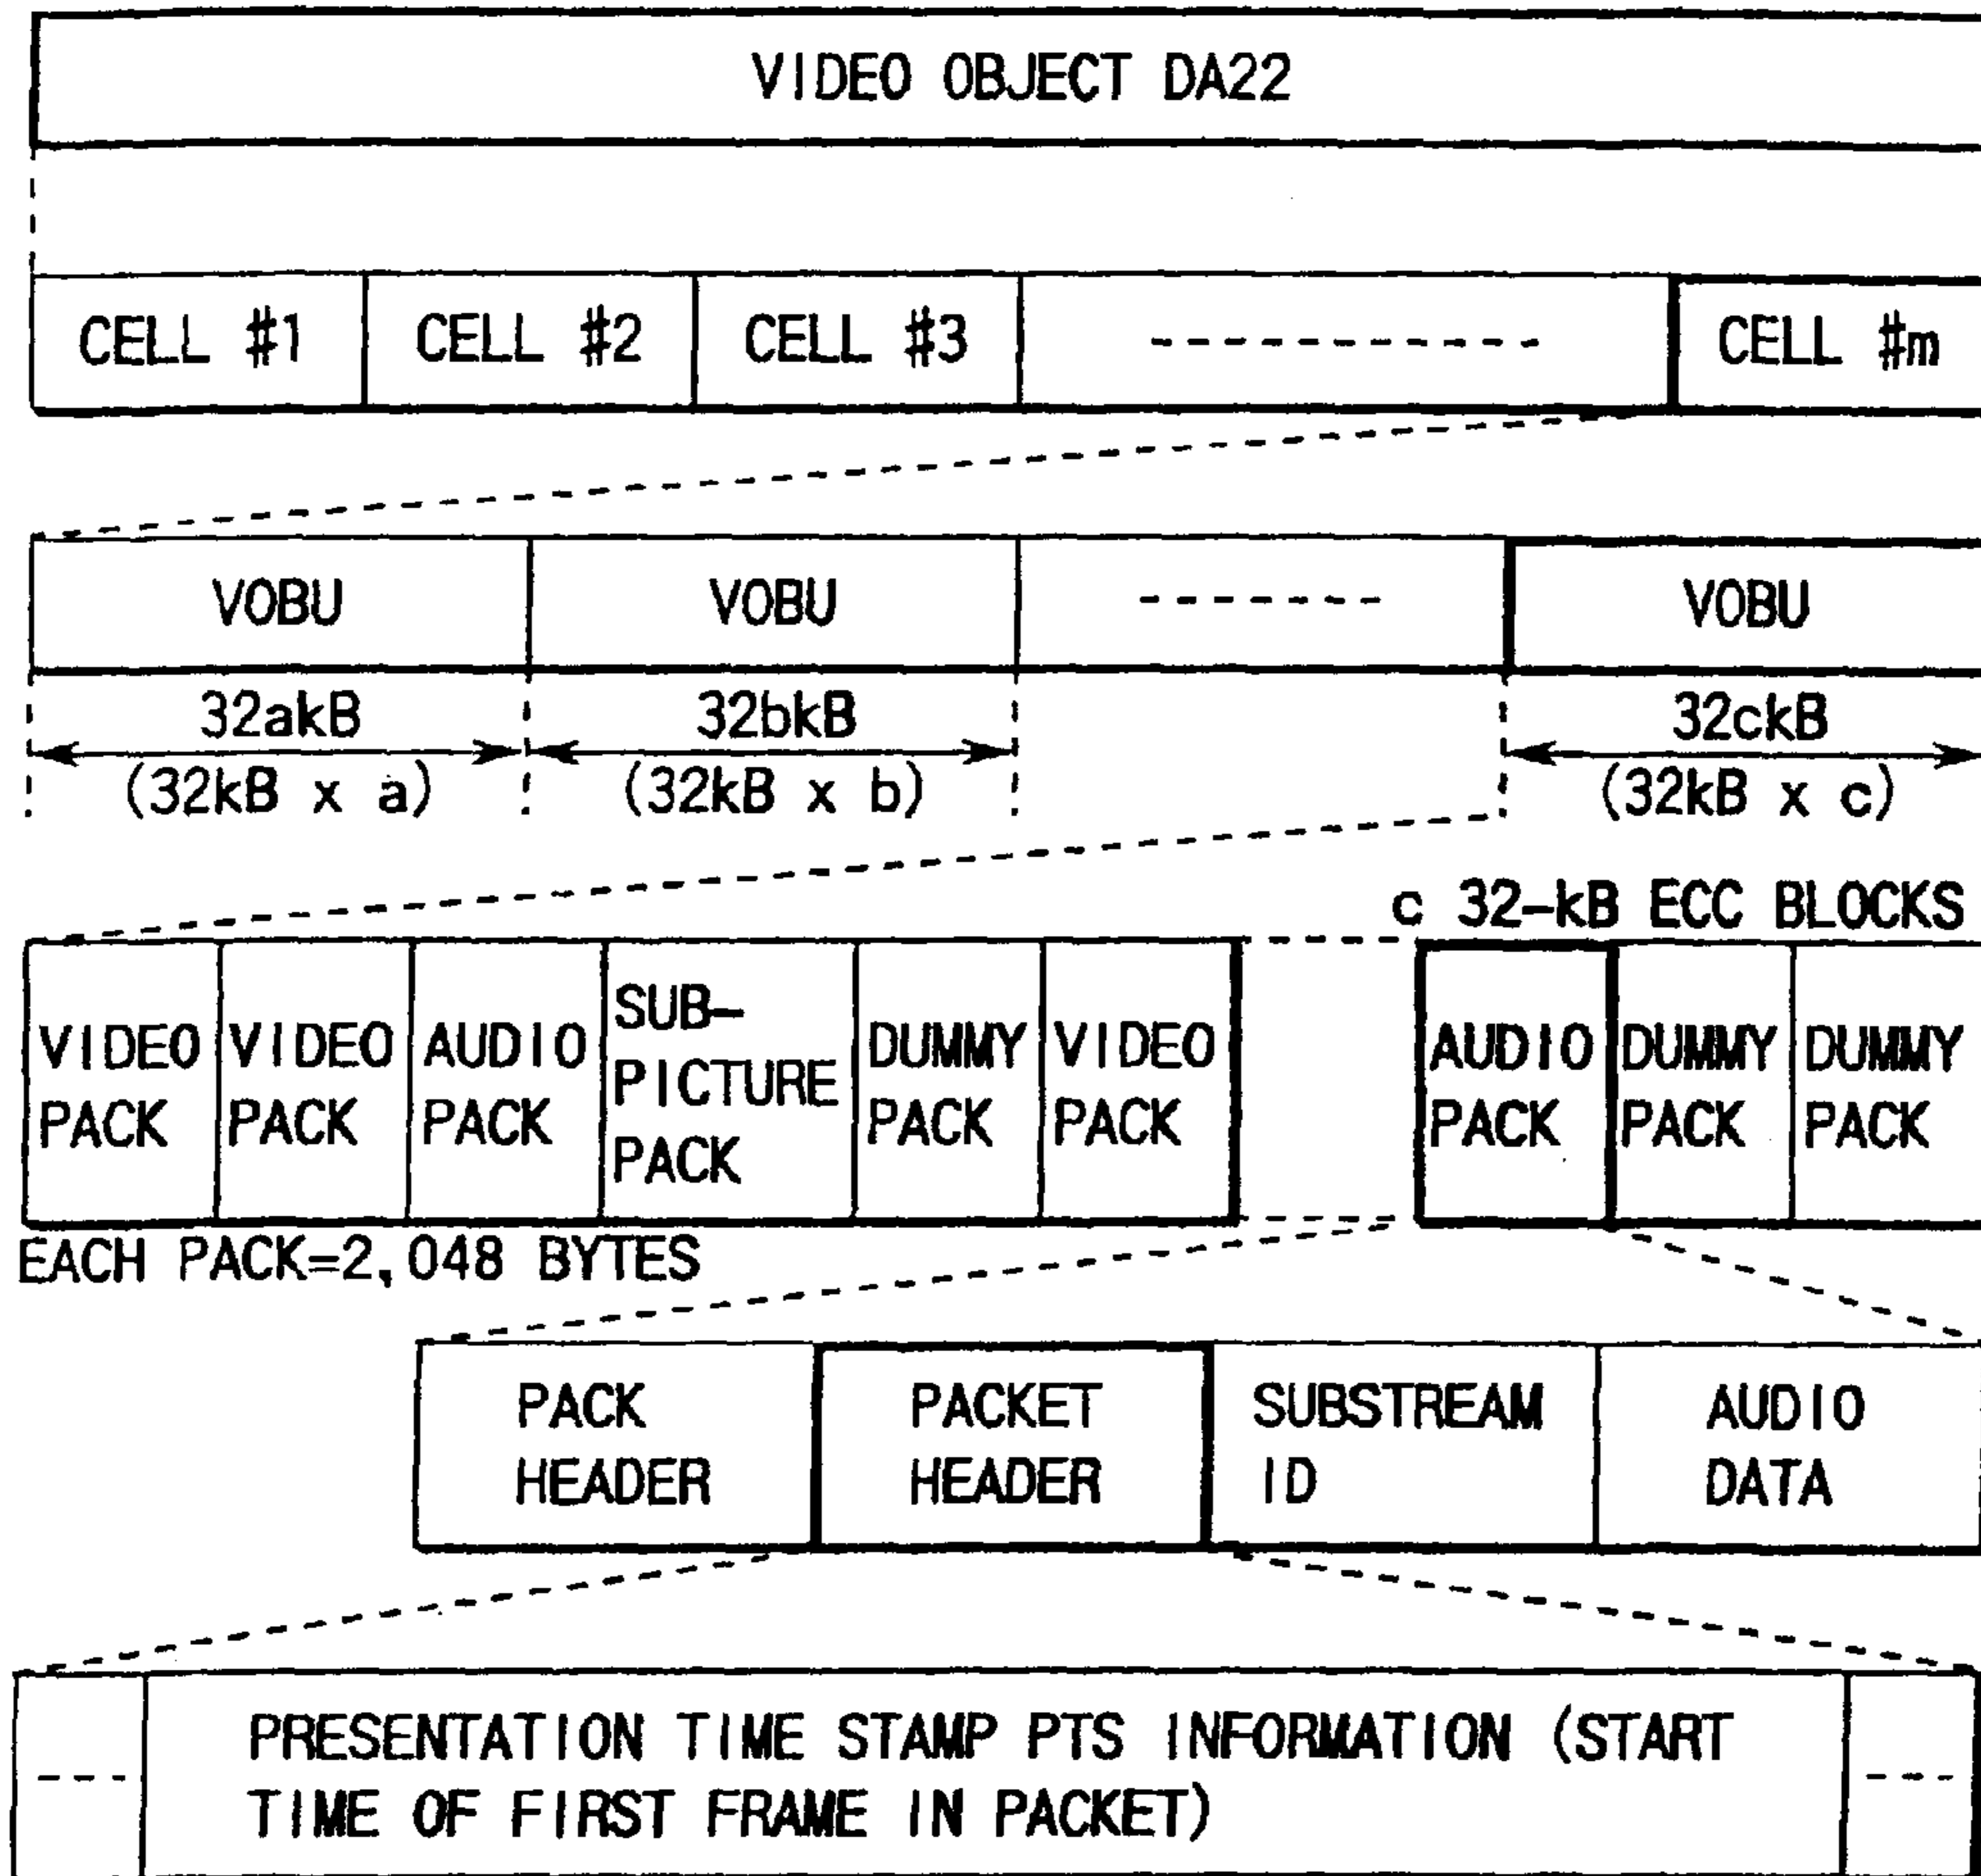 VIDEO OBJECT DA22
CELL #1 CELL #2 CELL #3 CELL #m
VOBU VOBU VOBU
32akB 32bkB 32ckB
(32kB x a) (32kB x b) (32kB x c)
c 32-kB ECC BLOCKS
VIDEO PACK
VIDEO PACK
AUDIO PACK
SUB-
PICTURE
PACK
DUMMY PACK
VIDEO PACK
AUDIO PACK
DUMMY PACK
DUMMY PACK
EACH PACK=2,048 BYTES
PACK
HEADER
PACKET
HEADER
SUBSTREAM
ID
AUDIO
DATA
PRESENTATION TIME STAMP PTS INFORMATION (START
TIME OF FIRST FRAME IN PACKET)